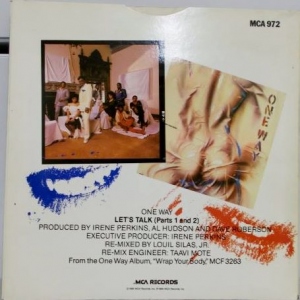 MCA 972
ONE WAY
ONE WAY
LET'S TALK (Parts 1 and 2)
PRODUCED BY IRENE PERKINS, AL HUDSON AND DAVE ROBERSON
EXECUTIVE PRODUCER: IRENE PERKINS
RE-MIXED BY LOUIL SILAS, JR.
RE-MIX ENGINEER: TAAVI MOTE
From the One Way Album, "Wrap Your Body," MCF 3263
MCA RECORDS